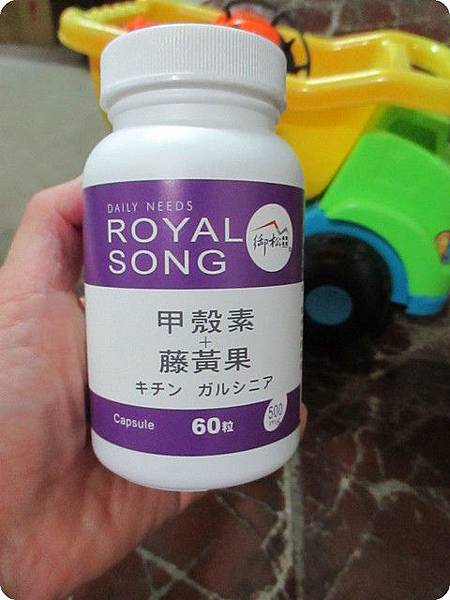 DAILY NEEDS
ROYAL
SONG
御松田
甲殼素
+
藤黃果
キチン ガルシニア
Capsule
60粒
500
mg